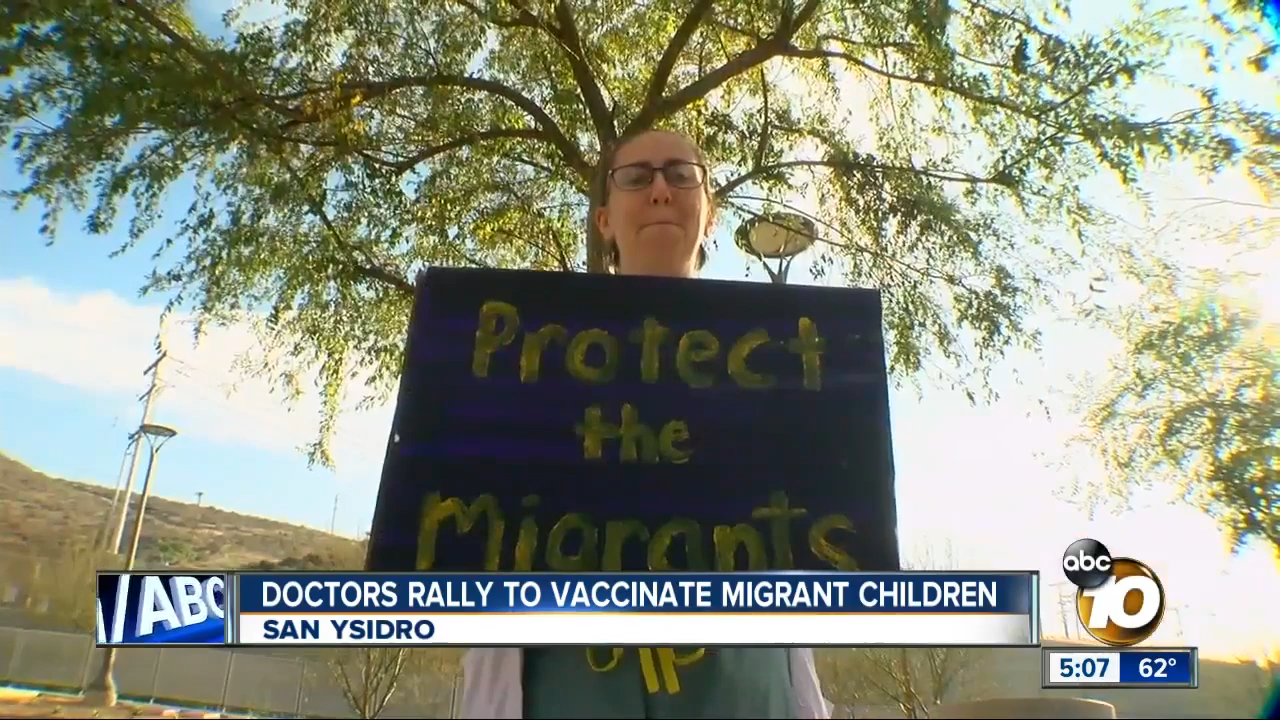 Protect
the
Migrants
ABC
DOCTORS RALLY TO VACCINATE MIGRANT CHILDREN
SAN YSIDRO
abc
10
5:07 62°